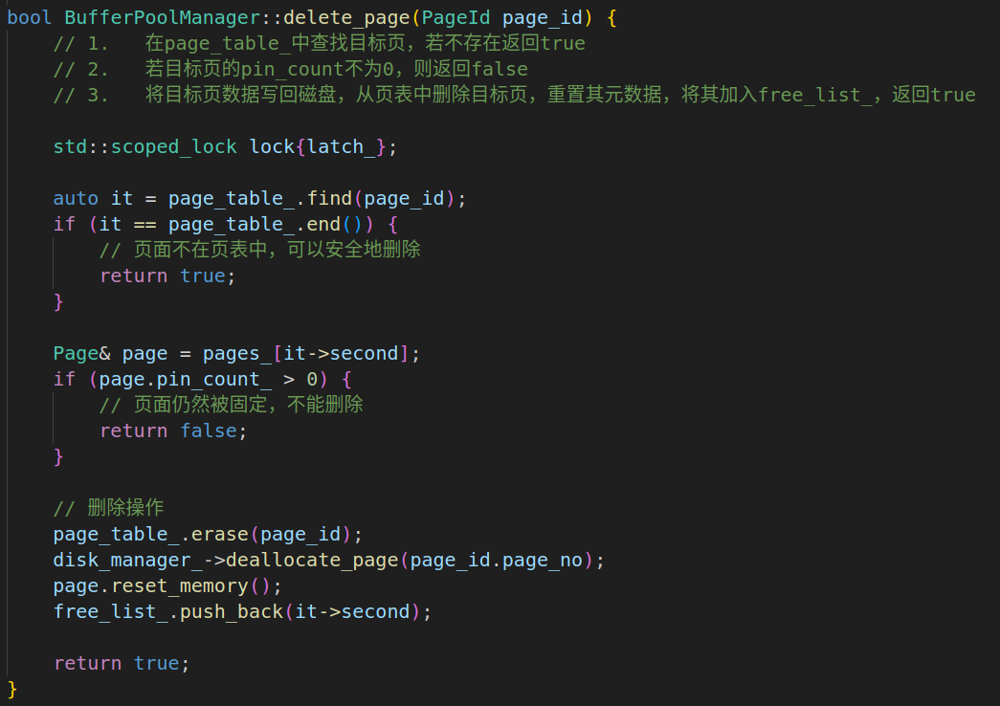 bool BufferPoolManager::delete_page(PageId page_id) {
    // 1.   在page_table_中查找目标页，若不存在返回true
    // 2.   若目标页的pin_count不为0，则返回false
    // 3.   将目标页数据写回磁盘，从页表中删除目标页，重置其元数据，将其加入free_list_，返回true
    std::scoped_lock lock{latch_};
    auto it = page_table_.find(page_id);
    if (it == page_table_.end()) {
        // 页面不在页表中，可以安全地删除
        return true;
    }
    Page& page = pages_[it->second];
    if (page.pin_count_ > 0) {
        // 页面仍然被固定，不能删除
        return false;
    }
    // 删除操作
    page_table_.erase(page_id);
    disk_manager_->deallocate_page(page_id.page_no);
    page.reset_memory();
    free_list_.push_back(it->second);
    return true;
}